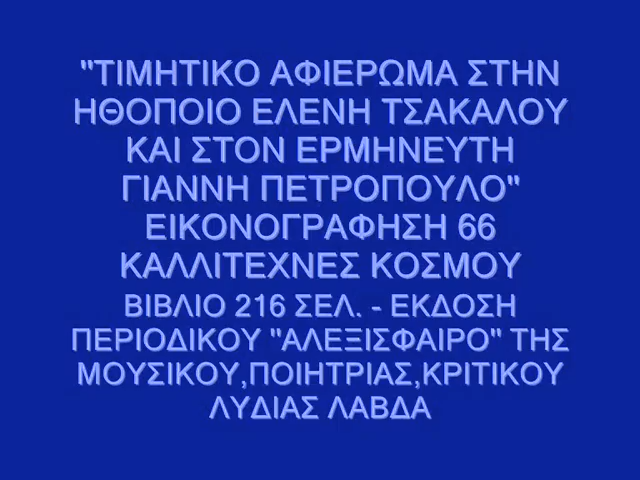 "ΤΙΜΗΤΙΚΟ ΑΦΙΕΡΩΜΑ ΣΤΗΝ
ΗΘΟΠΟΙΟ ΕΛΕΝΗ ΤΣΑΚΑΛΟΥ
ΚΑΙ ΣΤΟΝ ΕΡΜΗΝΕΥΤΗ
ΓΙΑΝΝΗ ΠΕΤΡΟΠΟΥΛΟ"
ΕΙΚΟΝΟΓΡΑΦΗΣΗ 66
ΚΑΛΛΙΤΕΧΝΕΣ ΚΟΣΜΟΥ
ΒΙΒΛΙΟ 216 ΣΕΛ. - ΕΚΔΟΣΗ
ΠΕΡΙΟΔΙΚΟΥ "ΑΛΕΞΙΣΦΑΙΡΟ" ΤΗΣ
ΜΟΥΣΙΚΟΥ,ΠΟΙΗΤΡΙΑΣ,ΚΡΙΤΙΚΟΥ
ΛΥΔΙΑΣ ΛΑΒΔΑ